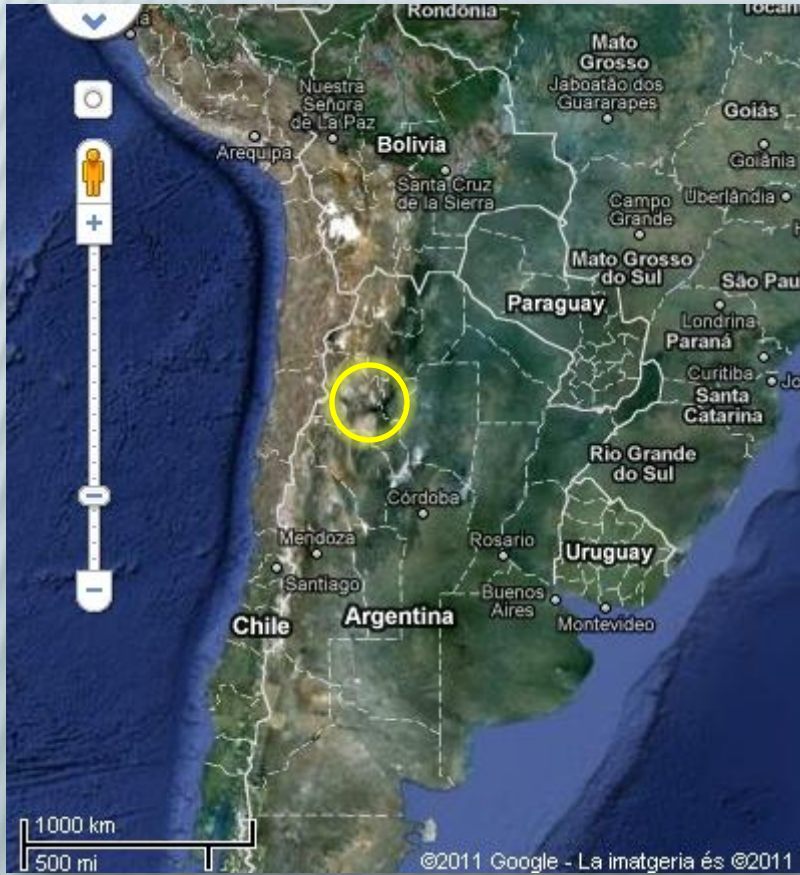 Rondônia
Mato
Grosso
Jaboatão dos
Guararapes
Nuestra
Señora
de La Paz
Goiás
Arequipa
Bolivia
Goiânia
Santa Cruz
de la Sierra
Campo
Grande
Uberlândia
Mato Grosso
do Sul
São Pau
Paraguay
Londrina
Paraná
Curitiba
Jo
Santa
Catarina
Rio Grande
do Sul
Córdoba
Mendoza
Rosario
Uruguay
Santiago
Buenos
Aires
Chile
Argentina
Montevideo
1000 km
500 mi
©2011 Google - La imatgeria és ©2011